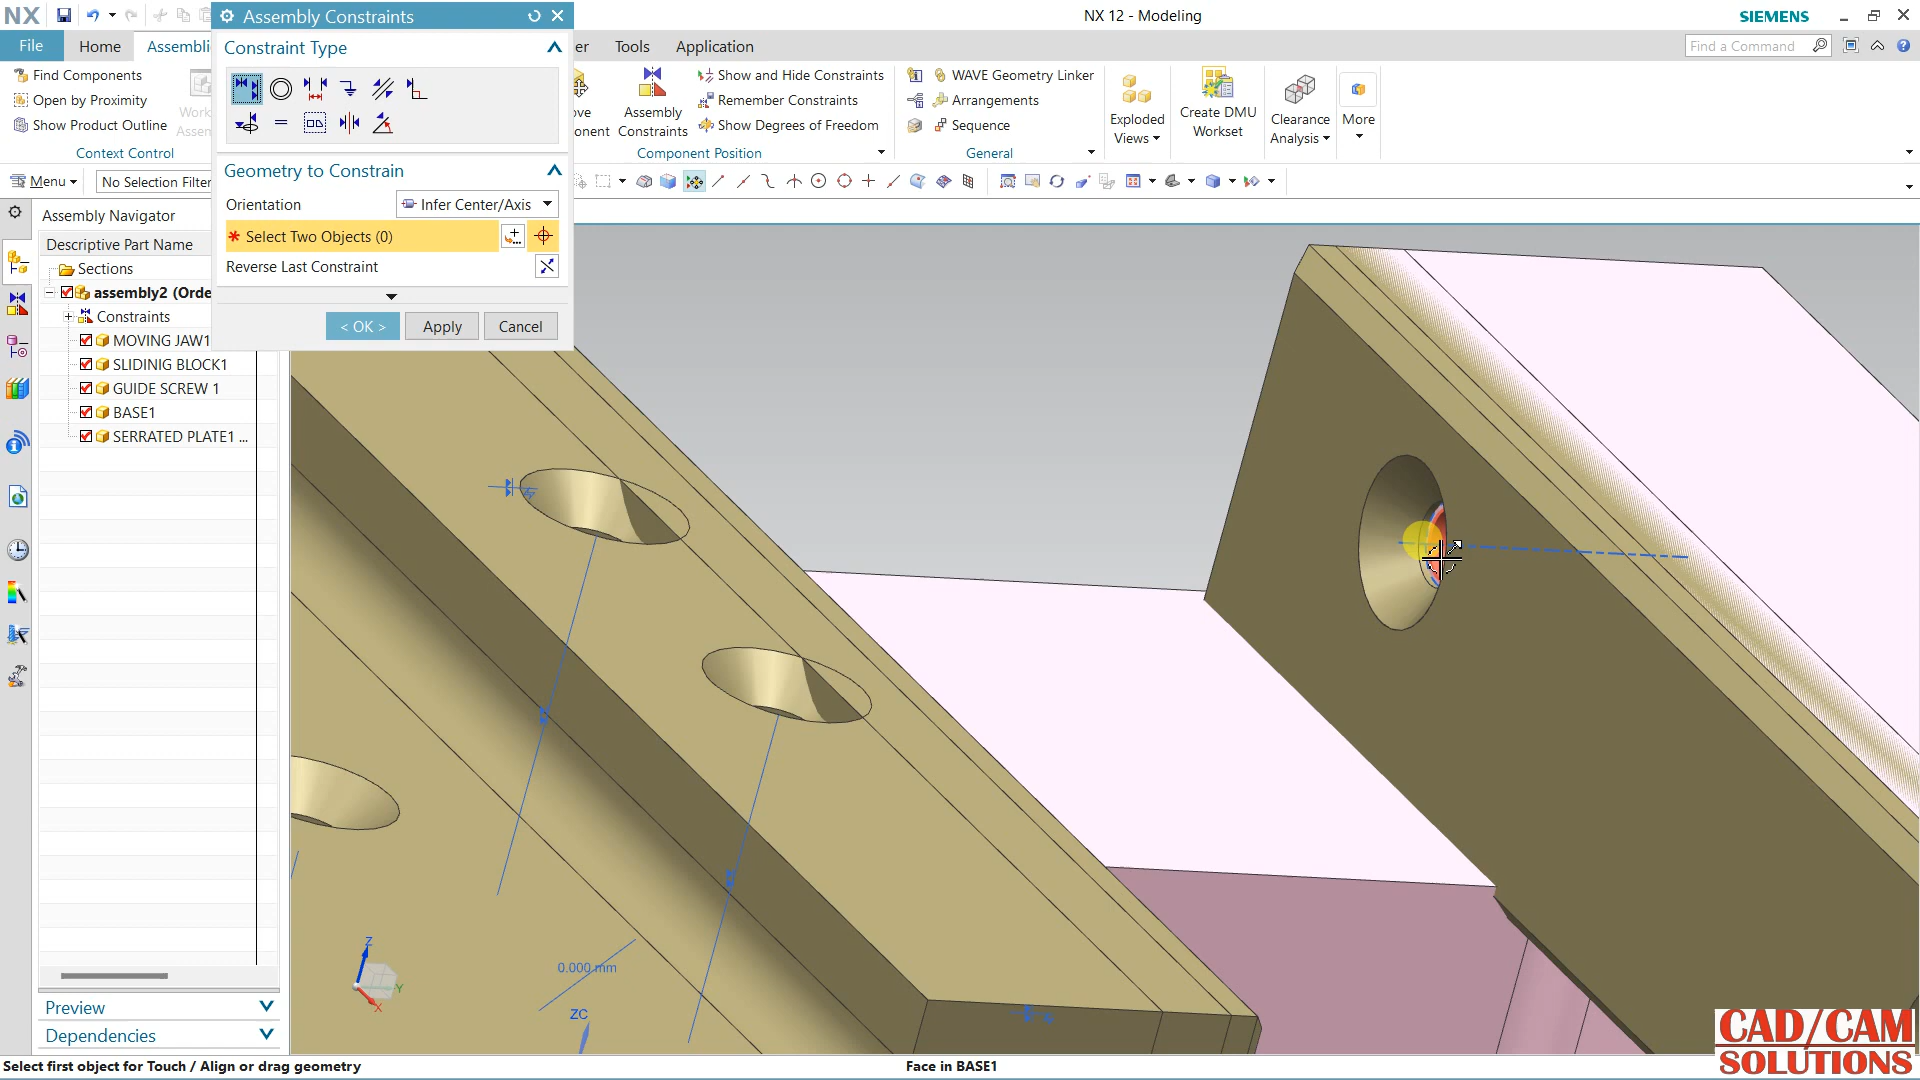 NX
Assembly Constraints
NX 12 - Modeling
SIEMENS
File
Home
Assembli
er
Tools
Application
Find a Command
Constraint Type
Find Components
Open by Proximity
Show Product Outline
Work
Assem
Context Control
ove
onent
Assembly
Constraints
Show and Hide Constraints
Remember Constraints
Show Degrees of Freedom
Component Position
WAVE Geometry Linker
Arrangements
Sequence
General
Exploded
Views
Create DMU
Workset
Clearance
Analysis
More
Menu
No Selection Filter
Geometry to Constrain
Orientation
Infer Center/Axis
* Select Two Objects (0)
Reverse Last Constraint
< OK >
Apply
Cancel
Assembly Navigator
Descriptive Part Name
Sections
assembly2 (Orde
Constraints
MOVING JAW1
SLIDINIG BLOCK1
GUIDE SCREW 1
BASE1
SERRATED PLATE1 ...
Preview
Dependencies
0.000 mm
ZC
Z
Y
X
Select first object for Touch / Align or drag geometry
Face in BASE1
CAD/CAM
SOLUTIONS